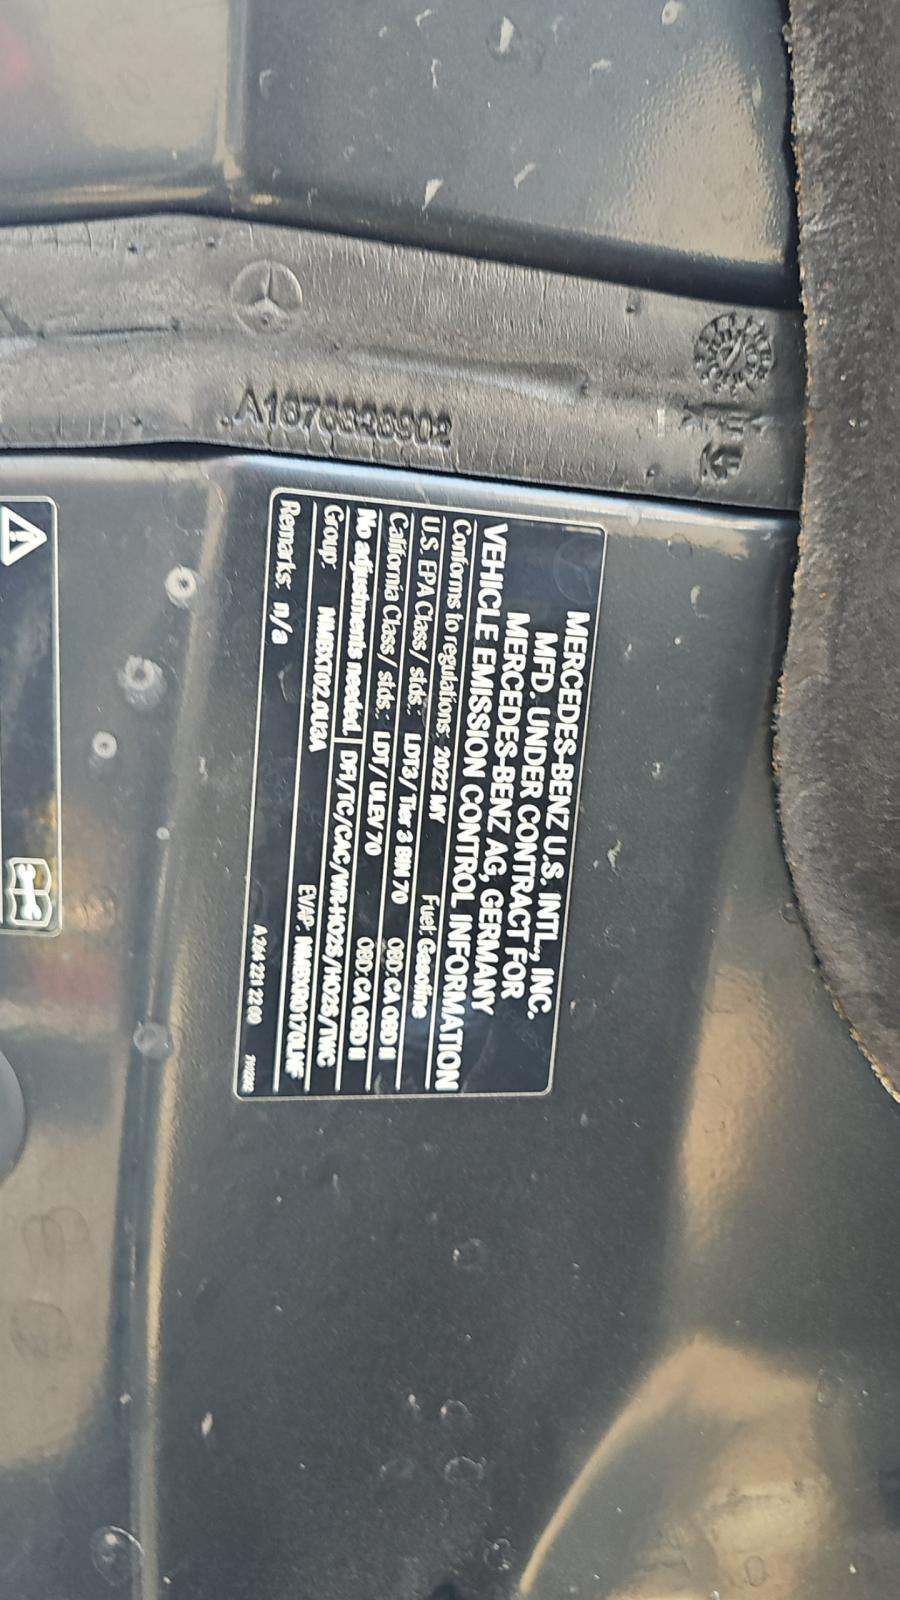 A1678328902
MERCEDES-BENZ U.S. INTL., INC.
MFD. UNDER CONTRACT FOR
MERCEDES-BENZ AG, GERMANY
VEHICLE EMISSION CONTROL INFORMATION
Conforms to regulations: 2022 MY Fuel: Gasoline
U.S. EPA Class / stds.: LDT3 / Tier 3 BIN 70 OBD: CA OBD II
California Class / stds.: LDT / ULEV 70 OBD: CA OBD II
No adjustments needed. DFI/TC/CAC/WR-HO2S/HO2S/TWC
Group: NMBXT02.0U3A EVAP: NMBXR0170LNF
Remarks: n/a
A 264 221 22 00